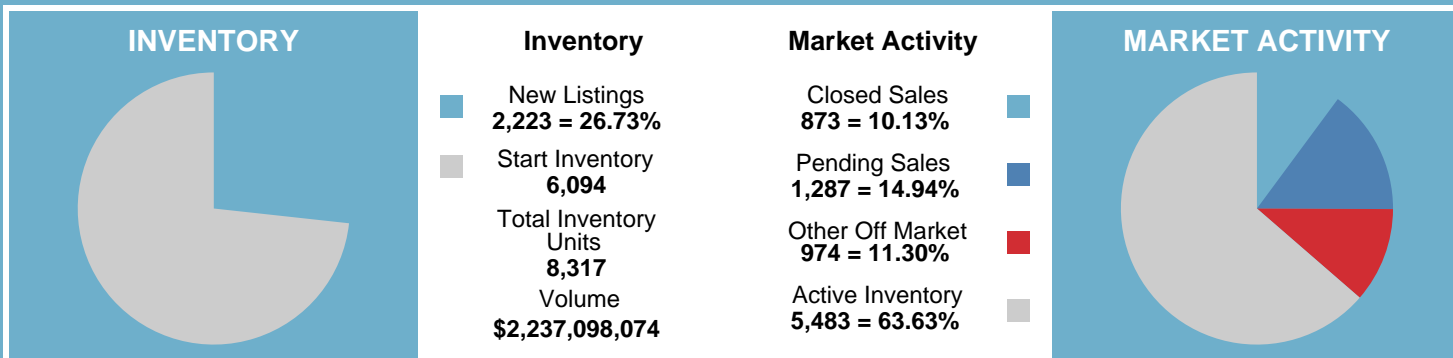 INVENTORY
Inventory
New Listings
2,223 = 26.73%
Start Inventory
6,094
Total Inventory
Units
8,317
Volume
$2,237,098,074
Market Activity
Closed Sales
873 = 10.13%
Pending Sales
1,287 = 14.94%
Other Off Market
974 = 11.30%
Active Inventory
5,483 = 63.63%
MARKET ACTIVITY